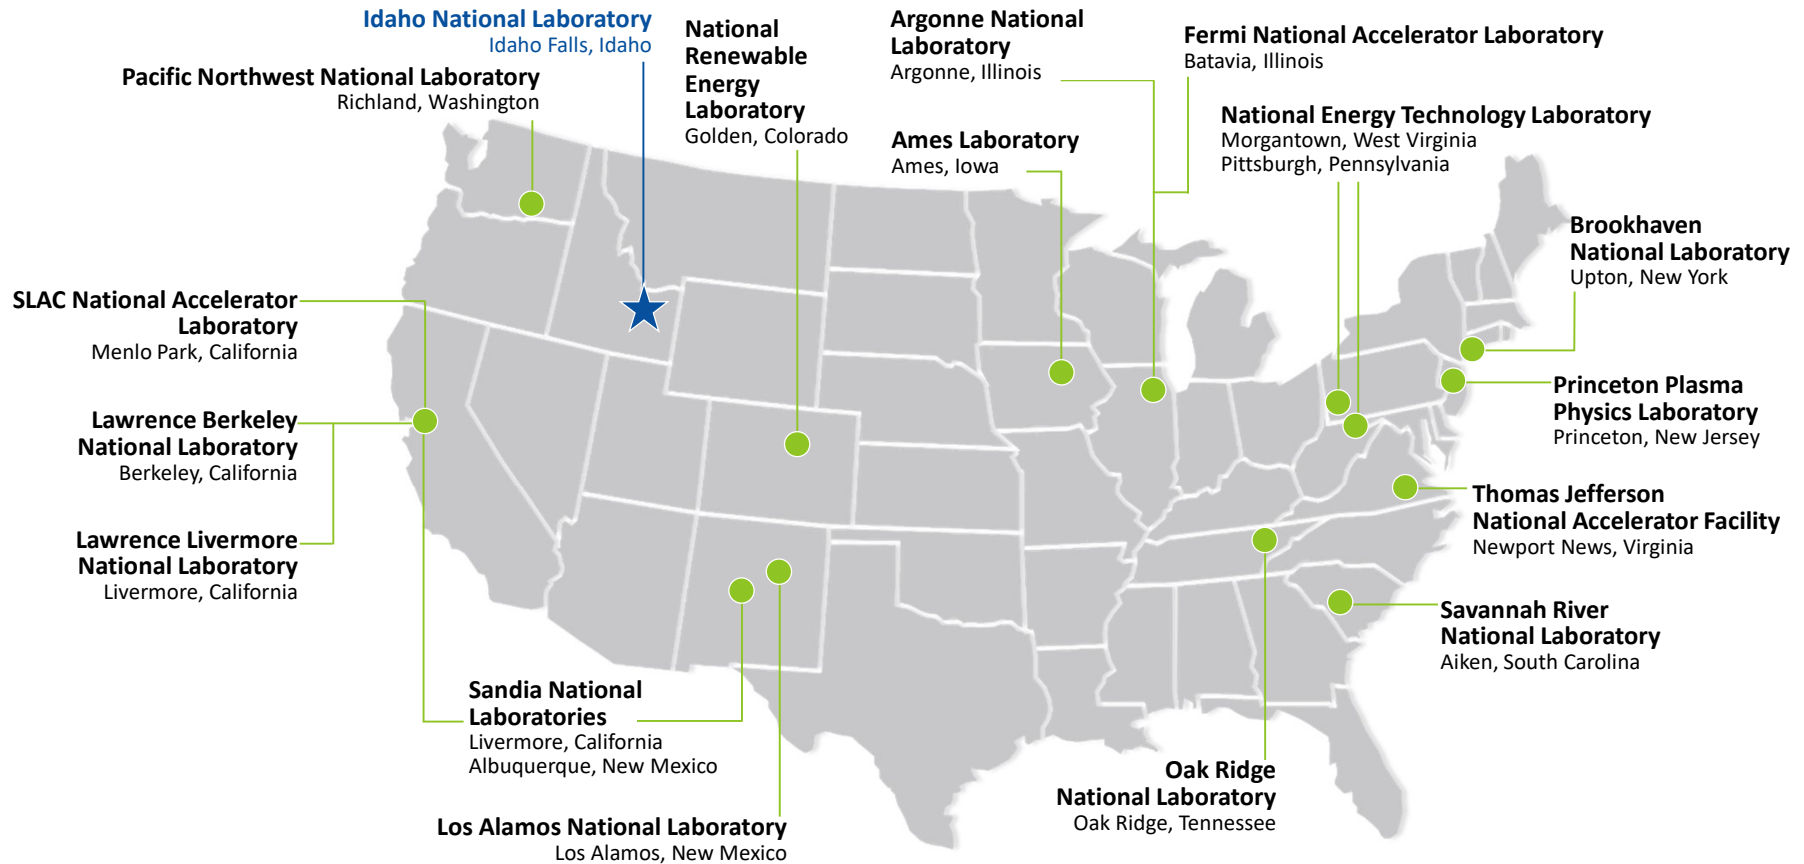 Idaho National Laboratory
Idaho Falls, Idaho
Pacific Northwest National Laboratory
Richland, Washington
National
Renewable
Energy
Laboratory
Golden, Colorado
Argonne National
Laboratory
Argonne, Illinois
Fermi National Accelerator Laboratory
Batavia, Illinois
Ames Laboratory
Ames, Iowa
National Energy Technology Laboratory
Morgantown, West Virginia
Pittsburgh, Pennsylvania
Brookhaven
National Laboratory
Upton, New York
SLAC National Accelerator
Laboratory
Menlo Park, California
Princeton Plasma
Physics Laboratory
Princeton, New Jersey
Lawrence Berkeley
National Laboratory
Berkeley, California
Thomas Jefferson
National Accelerator Facility
Newport News, Virginia
Lawrence Livermore
National Laboratory
Livermore, California
Savannah River
National Laboratory
Aiken, South Carolina
Sandia National
Laboratories
Livermore, California
Albuquerque, New Mexico
Oak Ridge
National Laboratory
Oak Ridge, Tennessee
Los Alamos National Laboratory
Los Alamos, New Mexico